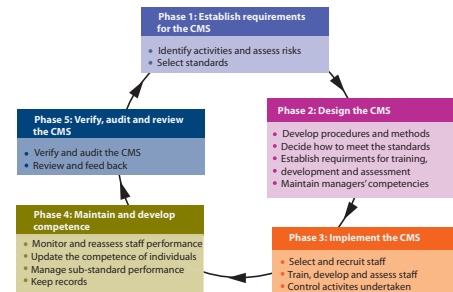 Phase 1: Establish requirements
for the CMS
• Identify activities and assess risks
• Select standards
Phase 2: Design the CMS
• Develop procedures and methods
• Decide how to meet the standards
• Establish requirments for training,
• development and assessment
• Maintain managers' competencies
Phase 3: Implement the CMS
• Select and recruit staff
• Train, develop and assess staff
• Control activites undertaken
Phase 4: Maintain and develop
competence
• Monitor and reassess staff performance
• Update the competence of individuals
• Manage sub-standard performance
• Keep records
Phase 5: Verify, audit and review
the CMS
• Verify and audit the CMS
• Review and feed back